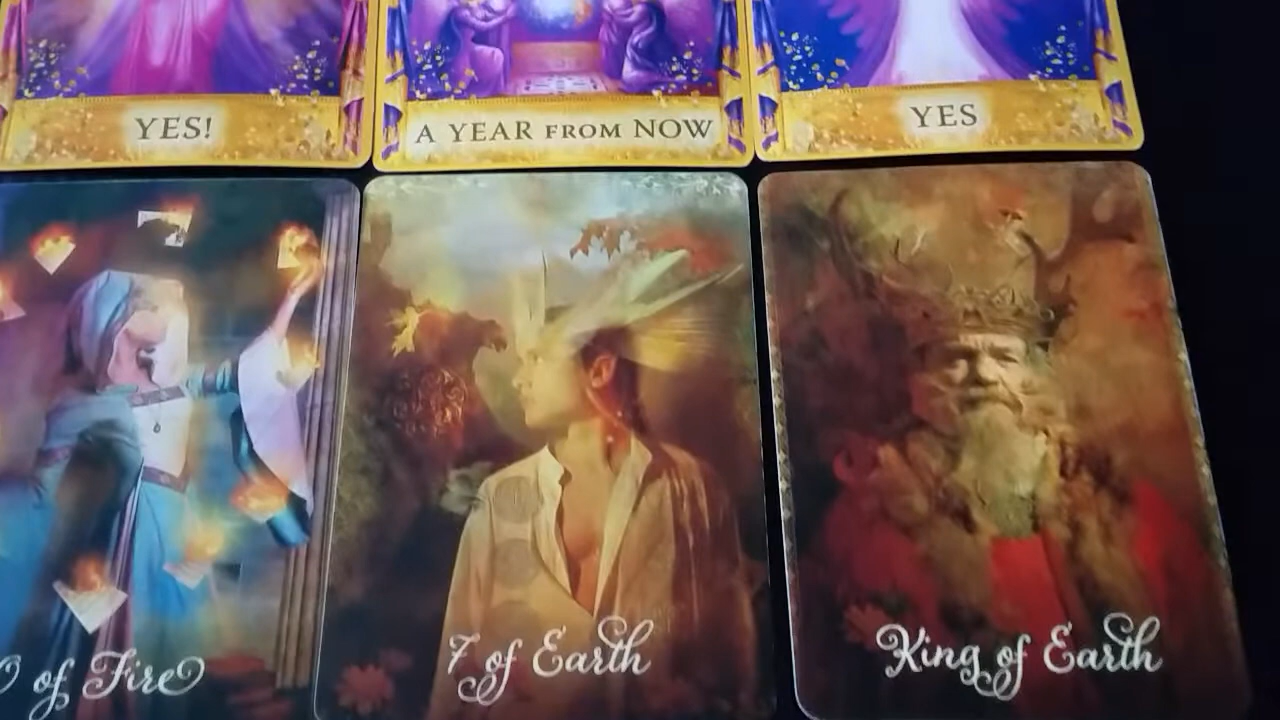 YES!
A YEAR FROM NOW
YES
of Fire
7 of Earth
King of Earth